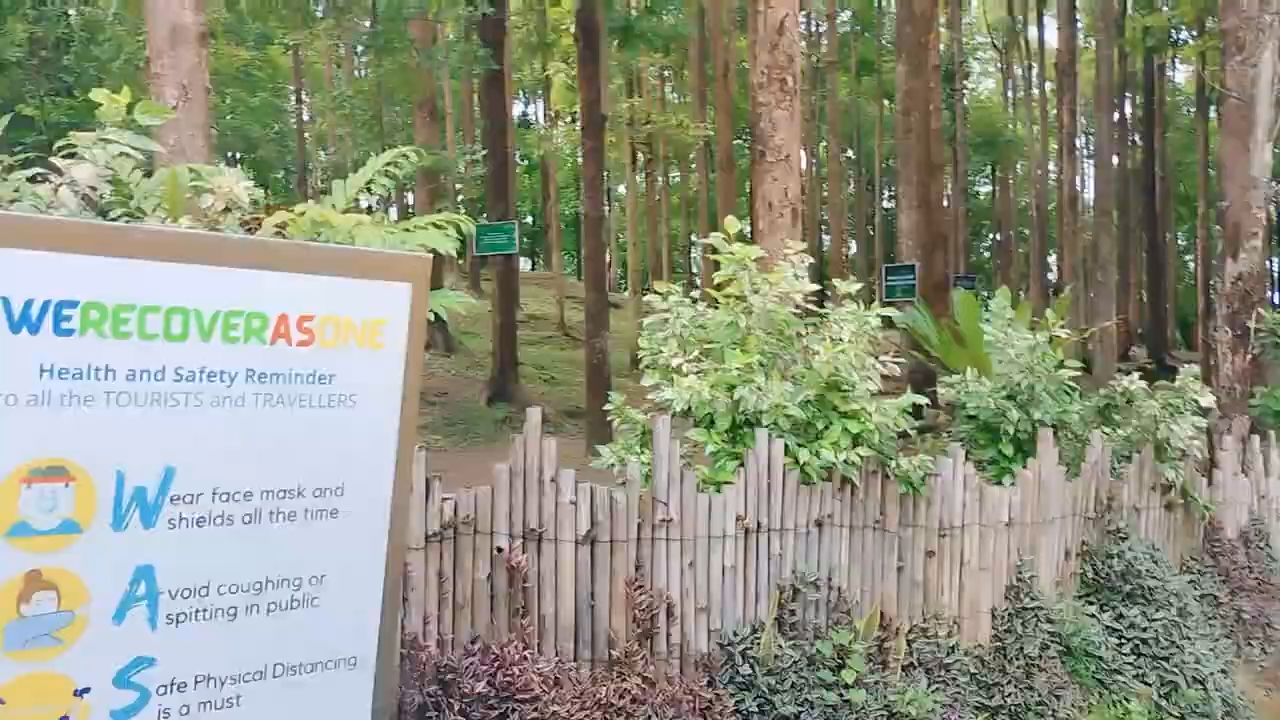 WERECOVERASONE
Health and Safety Reminder
to all the TOURISTS and TRAVELLERS
Wear face mask and
shields all the time
Avoid coughing or
spitting in public
Safe Physical Distancing
is a must